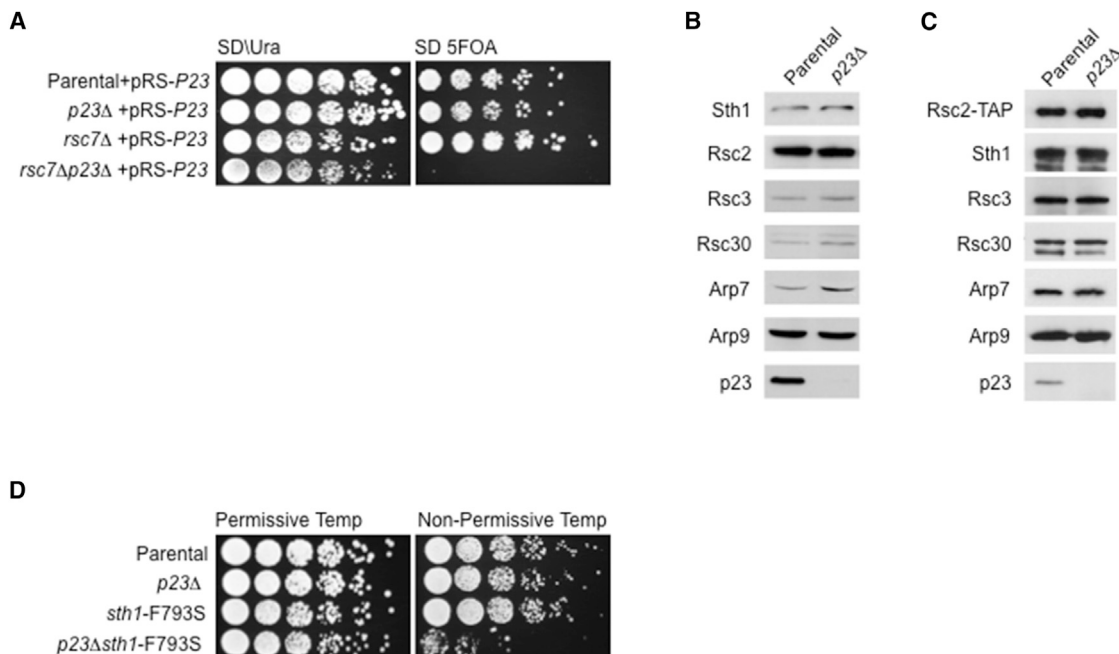 A
SD\Ura SD 5FOA
Parental+pRS-P23
p23Δ +pRS-P23
rsc7Δ +pRS-P23
rsc7Δp23Δ +pRS-P23
B
Parental p23Δ
Sth1
Rsc2
Rsc3
Rsc30
Arp7
Arp9
p23
C
Parental p23Δ
Rsc2-TAP
Sth1
Rsc3
Rsc30
Arp7
Arp9
p23
D
Permissive Temp Non-Permissive Temp
Parental
p23Δ
sth1-F793S
p23Δsth1-F793S